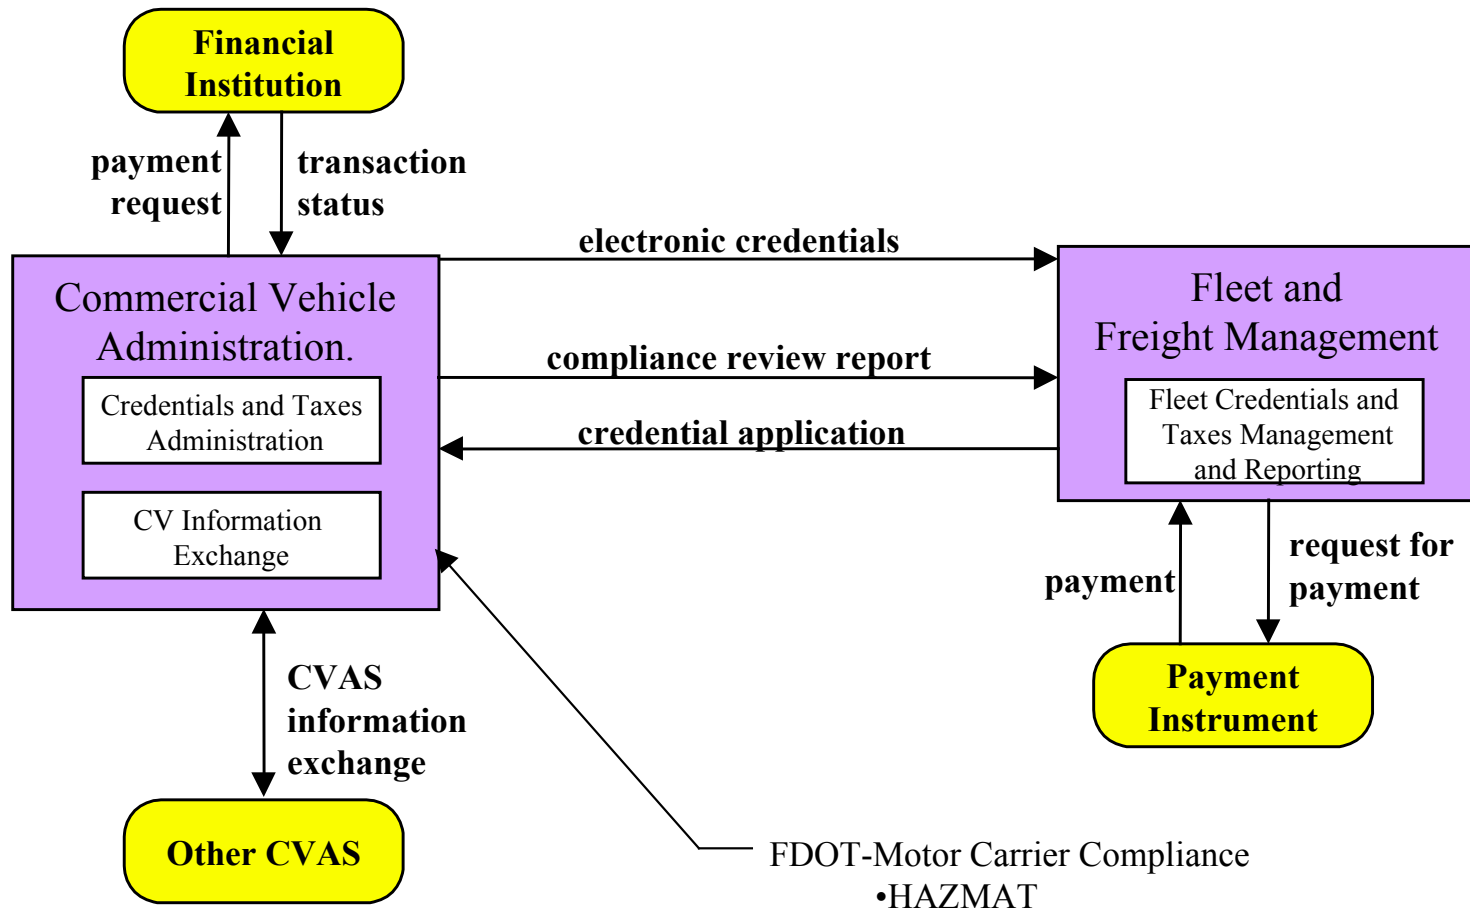 Financial
Institution
payment
request
transaction
status
electronic credentials
Commercial Vehicle
Administration.
Fleet and
Freight Management
compliance review report
Credentials and Taxes
Administration
Fleet Credentials and
Taxes Management
and Reporting
credential application
CV Information
Exchange
payment
request for
payment
CVAS
information
exchange
Payment
Instrument
Other CVAS
FDOT-Motor Carrier Compliance
•HAZMAT